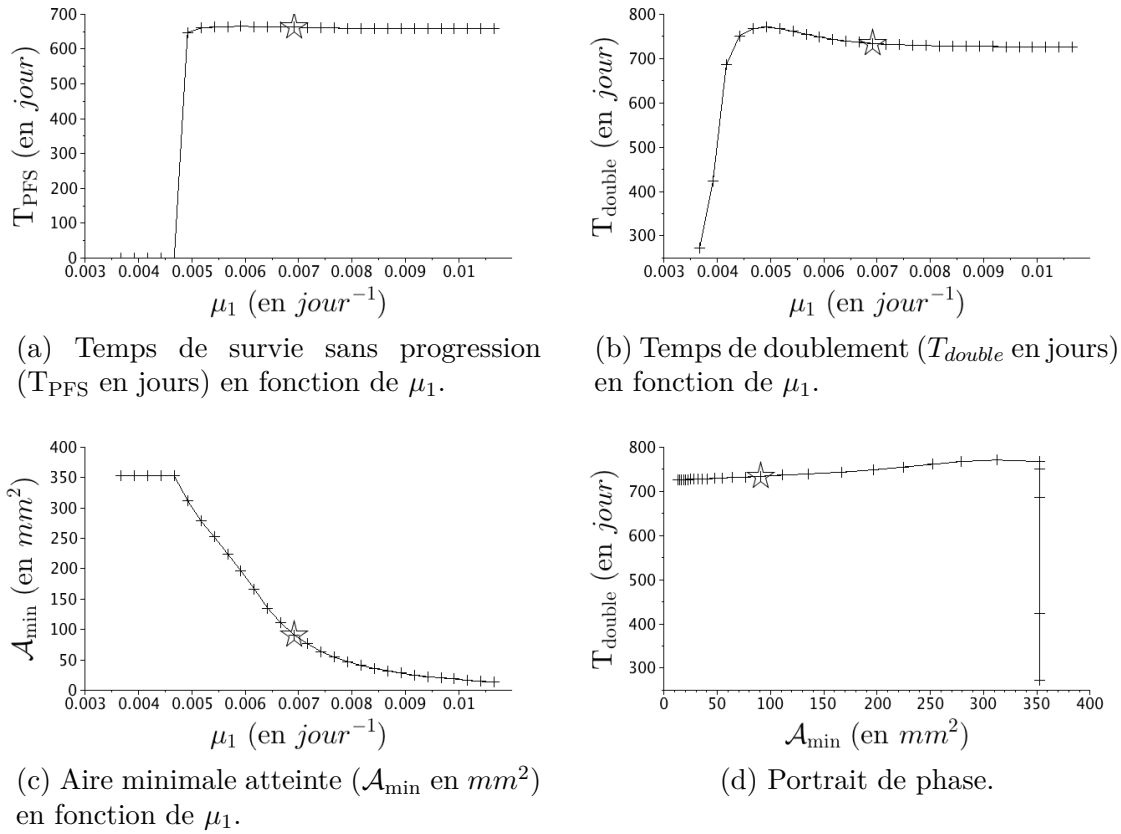 700
600
500
400
300
200
100
0
T_PFS (en jour)
0.003 0.004 0.005 0.006 0.007 0.008 0.009 0.01
μ₁ (en jour⁻¹)
(a) Temps de survie sans progression
(T_PFS en jours) en fonction de μ₁.
800
700
600
500
400
300
T_double (en jour)
0.003 0.004 0.005 0.006 0.007 0.008 0.009 0.01
μ₁ (en jour⁻¹)
(b) Temps de doublement (T_double en jours)
en fonction de μ₁.
400
350
300
250
200
150
100
50
0
𝒜_min (en mm²)
0.003 0.004 0.005 0.006 0.007 0.008 0.009 0.01
μ₁ (en jour⁻¹)
(c) Aire minimale atteinte (𝒜_min en mm²)
en fonction de μ₁.
800
700
600
500
400
300
T_double (en jour)
0 50 100 150 200 250 300 350 400
𝒜_min (en mm²)
(d) Portrait de phase.